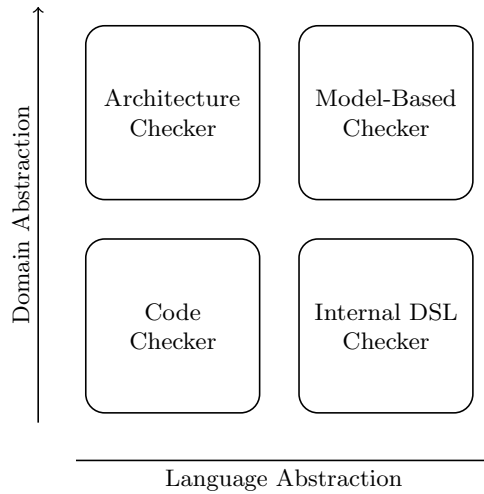 Domain Abstraction
Architecture
Checker
Model-Based
Checker
Code
Checker
Internal DSL
Checker
Language Abstraction